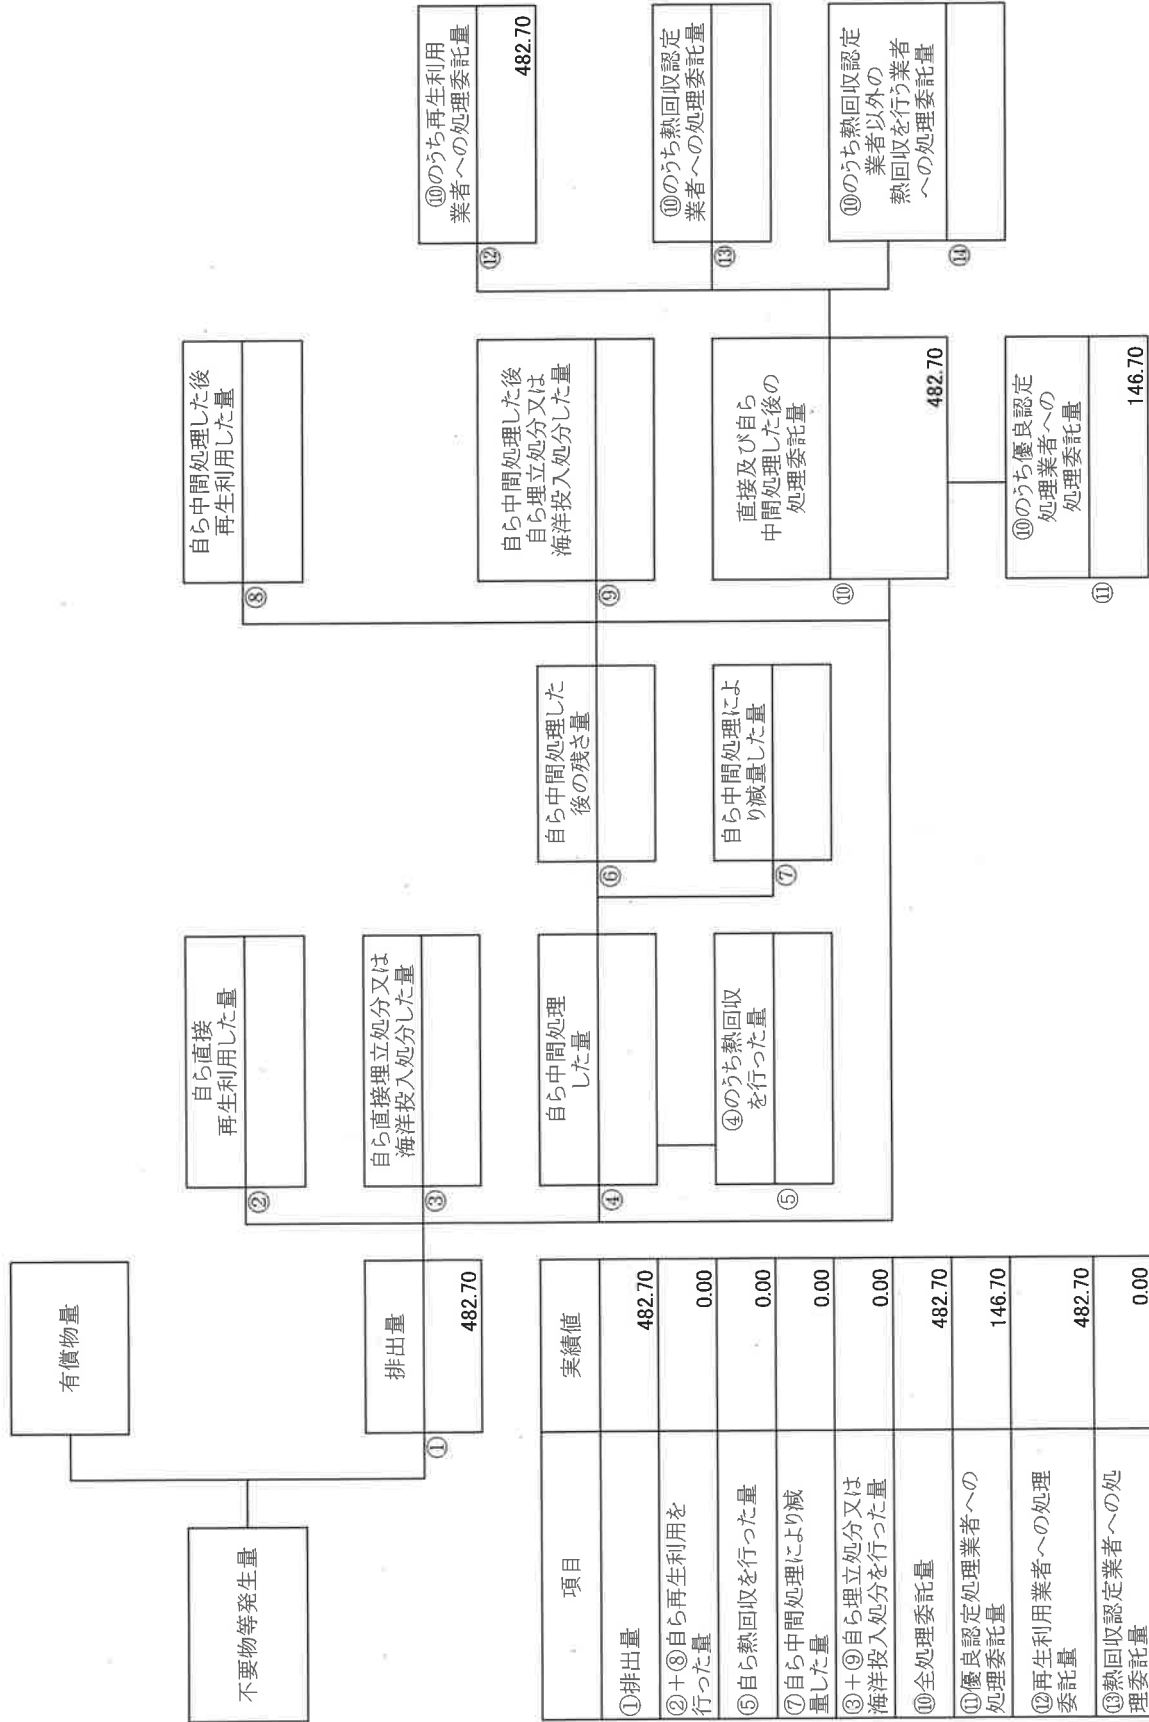 不要物等発生量
有償物量
排出量
①
482.70
自ら直接
再生利用した量
②
自ら直接埋立処分又は
海洋投入処分した量
③
自ら中間処理
した量
④
④のうち熱回収
を行った量
⑤
自ら中間処理した
後の残さ量
⑥
自ら中間処理によ
り減量した量
⑦
自ら中間処理した後
再生利用した量
⑧
自ら中間処理した後
自ら埋立処分又は
海洋投入処分した量
⑨
直接及び自ら
中間処理した後の
処理委託量
⑩
482.70
⑩のうち優良認定
処理業者への
処理委託量
⑪
146.70
⑩のうち再生利用
業者への処理委託量
⑫
482.70
⑩のうち熱回収認定
業者への処理委託量
⑬
⑩のうち熱回収認定
業者以外の
熱回収を行う業者
への処理委託量
⑭
項目 実績値
①排出量 482.70
②+⑧自ら再生利用を
行った量 0.00
⑤自ら熱回収を行った量 0.00
⑦自ら中間処理により減
量した量 0.00
③+⑨自ら埋立処分又は
海洋投入処分を行った量 0.00
⑩全処理委託量 482.70
⑪優良認定処理業者への
処理委託量 146.70
⑫再生利用業者への処理
委託量 482.70
⑬熱回収認定業者への処
理委託量 0.00